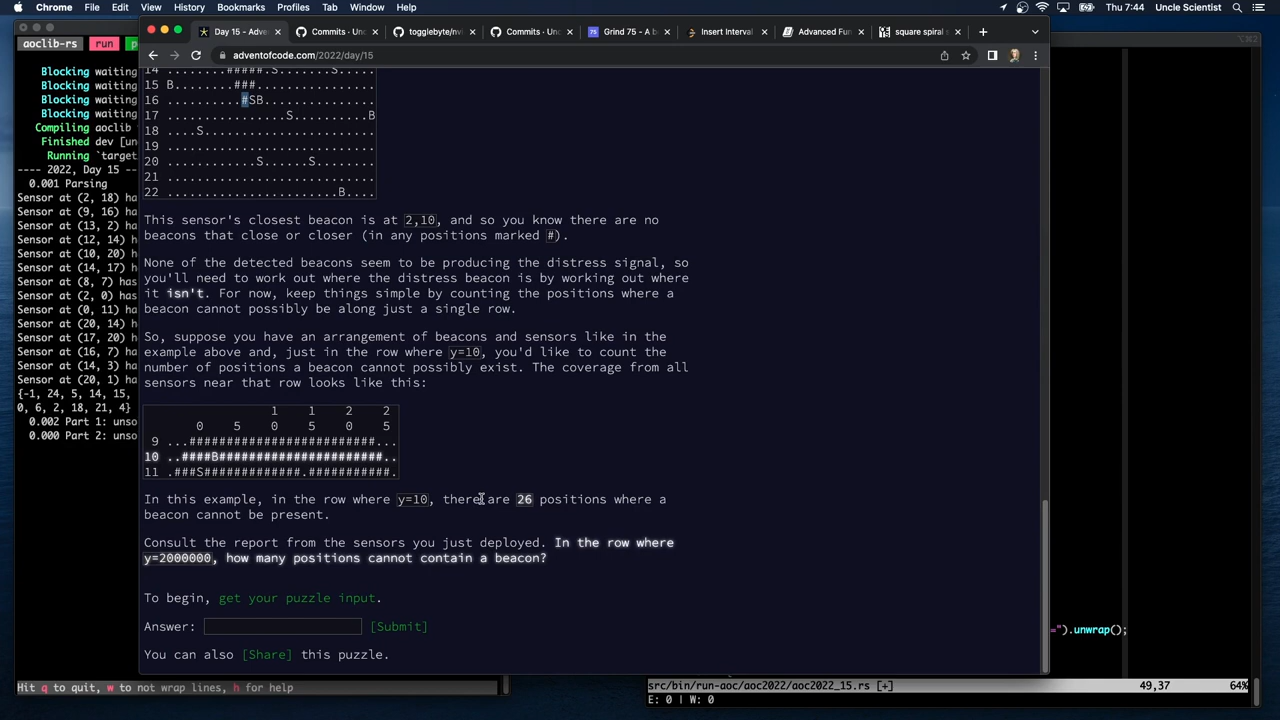 Chrome File Edit View History Bookmarks Profiles Tab Window Help
Thu 7:44 Uncle Scientist
aoclib-rs run
Day 15 - Adve
Commits · Unc
togglebyte/nv
Commits · Unc
Grind 75 - A b
Insert Interval
Advanced Fun
square spiral s
adventofcode.com/2022/day/15
Blocking waiting
Blocking waiting
Blocking waiting
Blocking waiting
Compiling aoclib
Finished dev [un
Running `target
---- 2022, Day 15
0.001 Parsing
Sensor at (2, 18) ha
Sensor at (9, 16) ha
Sensor at (13, 2) ha
Sensor at (12, 14) h
Sensor at (10, 20) h
Sensor at (14, 17) h
Sensor at (8, 7) has
Sensor at (2, 0) has
Sensor at (0, 11) ha
Sensor at (20, 14) h
Sensor at (17, 20) h
Sensor at (16, 7) ha
Sensor at (14, 3) ha
Sensor at (20, 1) ha
{-1, 24, 5, 14, 15,
0, 6, 2, 18, 21, 4}
0.002 Part 1: unso
0.000 Part 2: unso
Hit q to quit, w to not wrap lines, h for help
14 ........#####.S.......S.....
15 B........###................
16 ..........#SB...............
17 ................S..........B
18 ....S.......................
19 ............................
20 ............S......S........
21 ............................
22 .......................B....
This sensor's closest beacon is at 2,10, and so you know there are no
beacons that close or closer (in any positions marked #).
None of the detected beacons seem to be producing the distress signal, so
you'll need to work out where the distress beacon is by working out where
it isn't. For now, keep things simple by counting the positions where a
beacon cannot possibly be along just a single row.
So, suppose you have an arrangement of beacons and sensors like in the
example above and, just in the row where y=10, you'd like to count the
number of positions a beacon cannot possibly exist. The coverage from all
sensors near that row looks like this:
1 1 2 2
0 5 0 5 0 5
9 ...#########################...
10 ..####B######################..
11 .###S#############.###########.
In this example, in the row where y=10, there are 26 positions where a
beacon cannot be present.
Consult the report from the sensors you just deployed. In the row where
y=2000000, how many positions cannot contain a beacon?
To begin, get your puzzle input.
Answer: [Submit]
You can also [Share] this puzzle.
=").unwrap();
src/bin/run-aoc/aoc2022/aoc2022_15.rs [+] 49,37 64%
E: 0 | W: 0